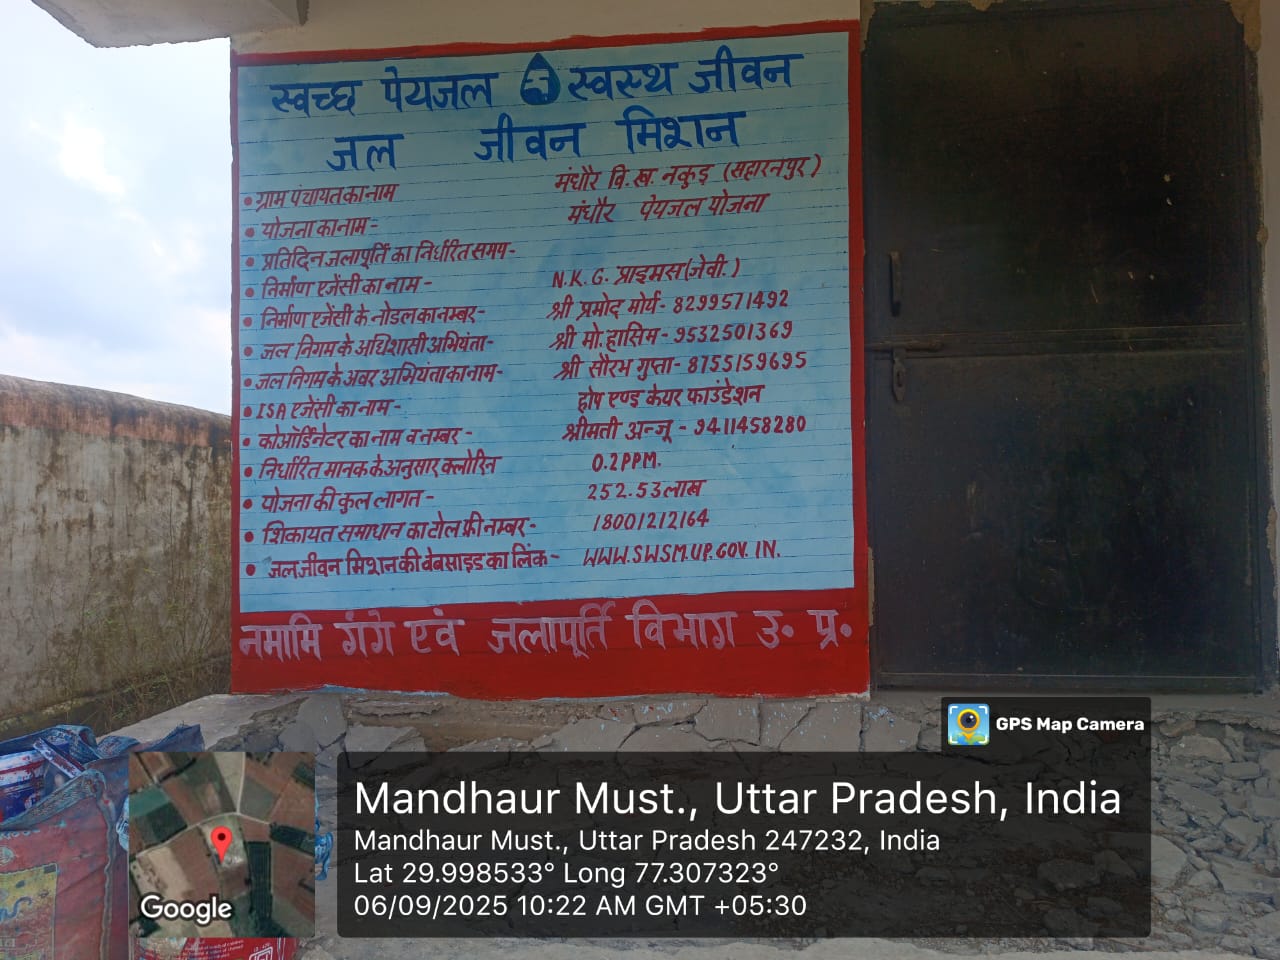 स्वच्छ पेयजल स्वस्थ जीवन
जल जीवन मिशन
• ग्राम पंचायत का नाम मंधौर वि.ख. नकुड़ (सहारनपुर)
• योजना का नाम - मंधौर पेयजल योजना
• प्रतिदिन जलापूर्ति का निर्धारित समय -
• निर्माण एजेंसी का नाम - N.K.G. प्राइमस (जेवी.)
• निर्माण एजेंसी के नोडल का नम्बर - श्री प्रमोद मोर्य - 8299571492
• जल निगम के अधिशासी अभियंता - श्री मो. हासिम - 9532501369
• जल निगम के अवर अभियंता का नाम - श्री सौरभ गुप्ता - 8755159695
• ISA एजेंसी का नाम - होप एण्ड केयर फाउंडेशन
• कोऑर्डिनेटर का नाम व नम्बर - श्रीमती अन्जू - 9411458280
• निर्धारित मानक के अनुसार क्लोरिन 0.2PPM.
• योजना की कुल लागत - 252.53 लाख
• शिकायत समाधान का टोल फ्री नम्बर - 18001212164
• जल जीवन मिशन की वेबसाइड का लिंक - WWW.SWSM.UP.GOV.IN.
नमामि गंगे एवं जलापूर्ति विभाग उ. प्र.
GPS Map Camera
Mandhaur Must., Uttar Pradesh, India
Mandhaur Must., Uttar Pradesh 247232, India
Lat 29.998533° Long 77.307323°
06/09/2025 10:22 AM GMT +05:30
Google